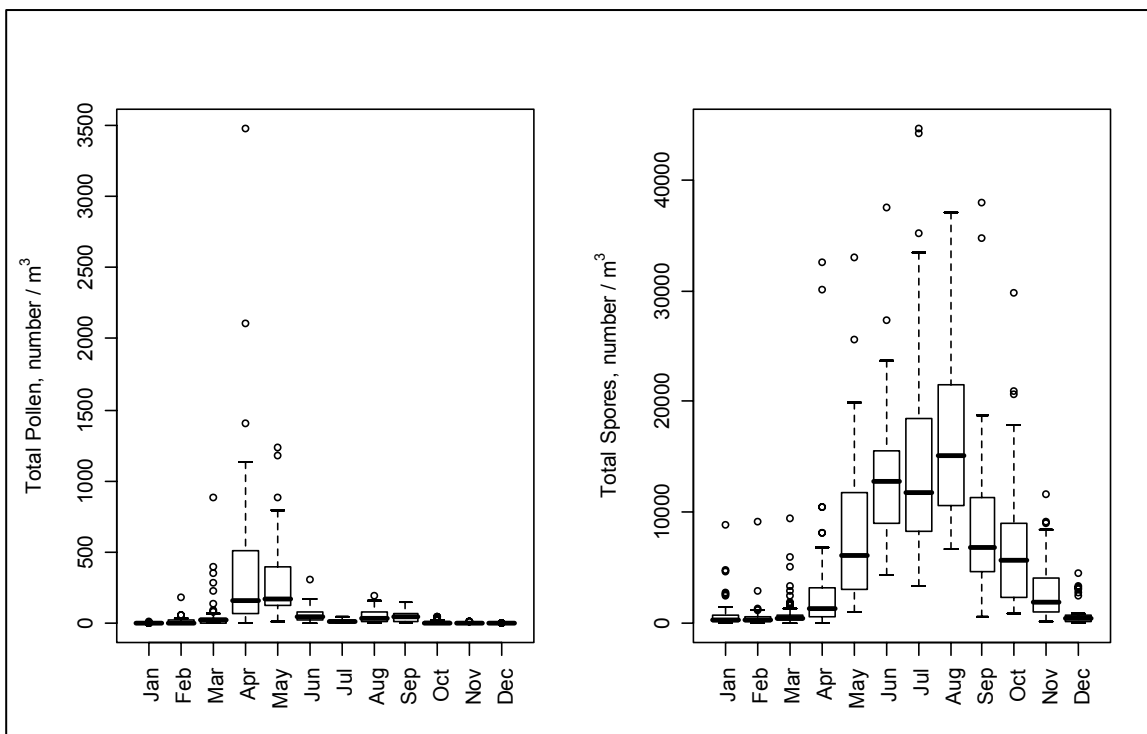 Total Pollen, number / m³
3500
3000
2500
2000
1500
1000
500
0
Jan
Feb
Mar
Apr
May
Jun
Jul
Aug
Sep
Oct
Nov
Dec
Total Spores, number / m³
40000
30000
20000
10000
0
Jan
Feb
Mar
Apr
May
Jun
Jul
Aug
Sep
Oct
Nov
Dec